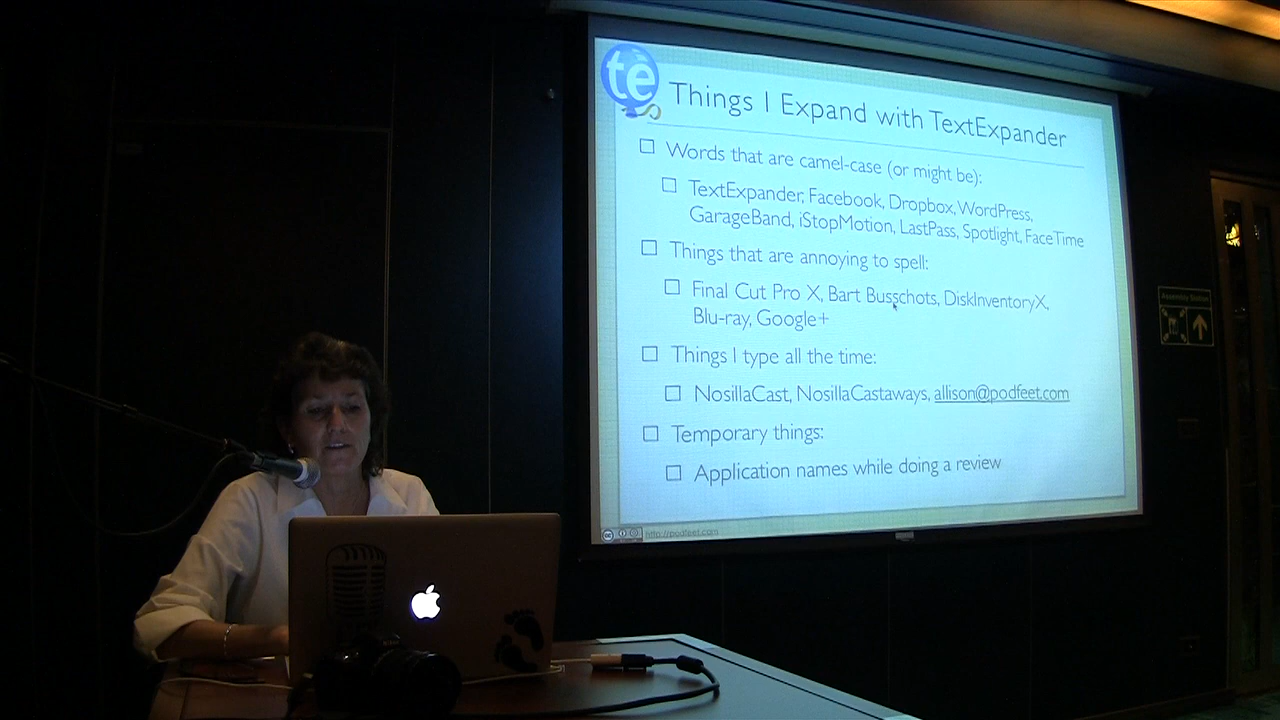 te
Things I Expand with TextExpander
Words that are camel-case (or might be):
TextExpander, Facebook, Dropbox, WordPress,
GarageBand, iStopMotion, LastPass, Spotlight, FaceTime
Things that are annoying to spell:
Final Cut Pro X, Bart Busschots, DiskInventoryX,
Blu-ray, Google+
Things I type all the time:
NosillaCast, NosillaCastaways, allison@podfeet.com
Temporary things:
Application names while doing a review
http://podfeet.com
Assembly Station
Nikon